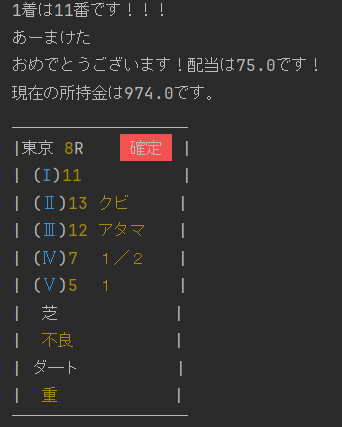 1着は11番です！！！
あーまけた
おめでとうございます！配当は75.0です！
現在の所持金は974.0です。
|東京 8R 確定 |
| (Ⅰ)11 |
| (Ⅱ)13 クビ |
| (Ⅲ)12 アタマ |
| (Ⅳ)7 １／２ |
| (Ⅴ)5 １ |
| 芝 |
| 不良 |
| ダート |
| 重 |